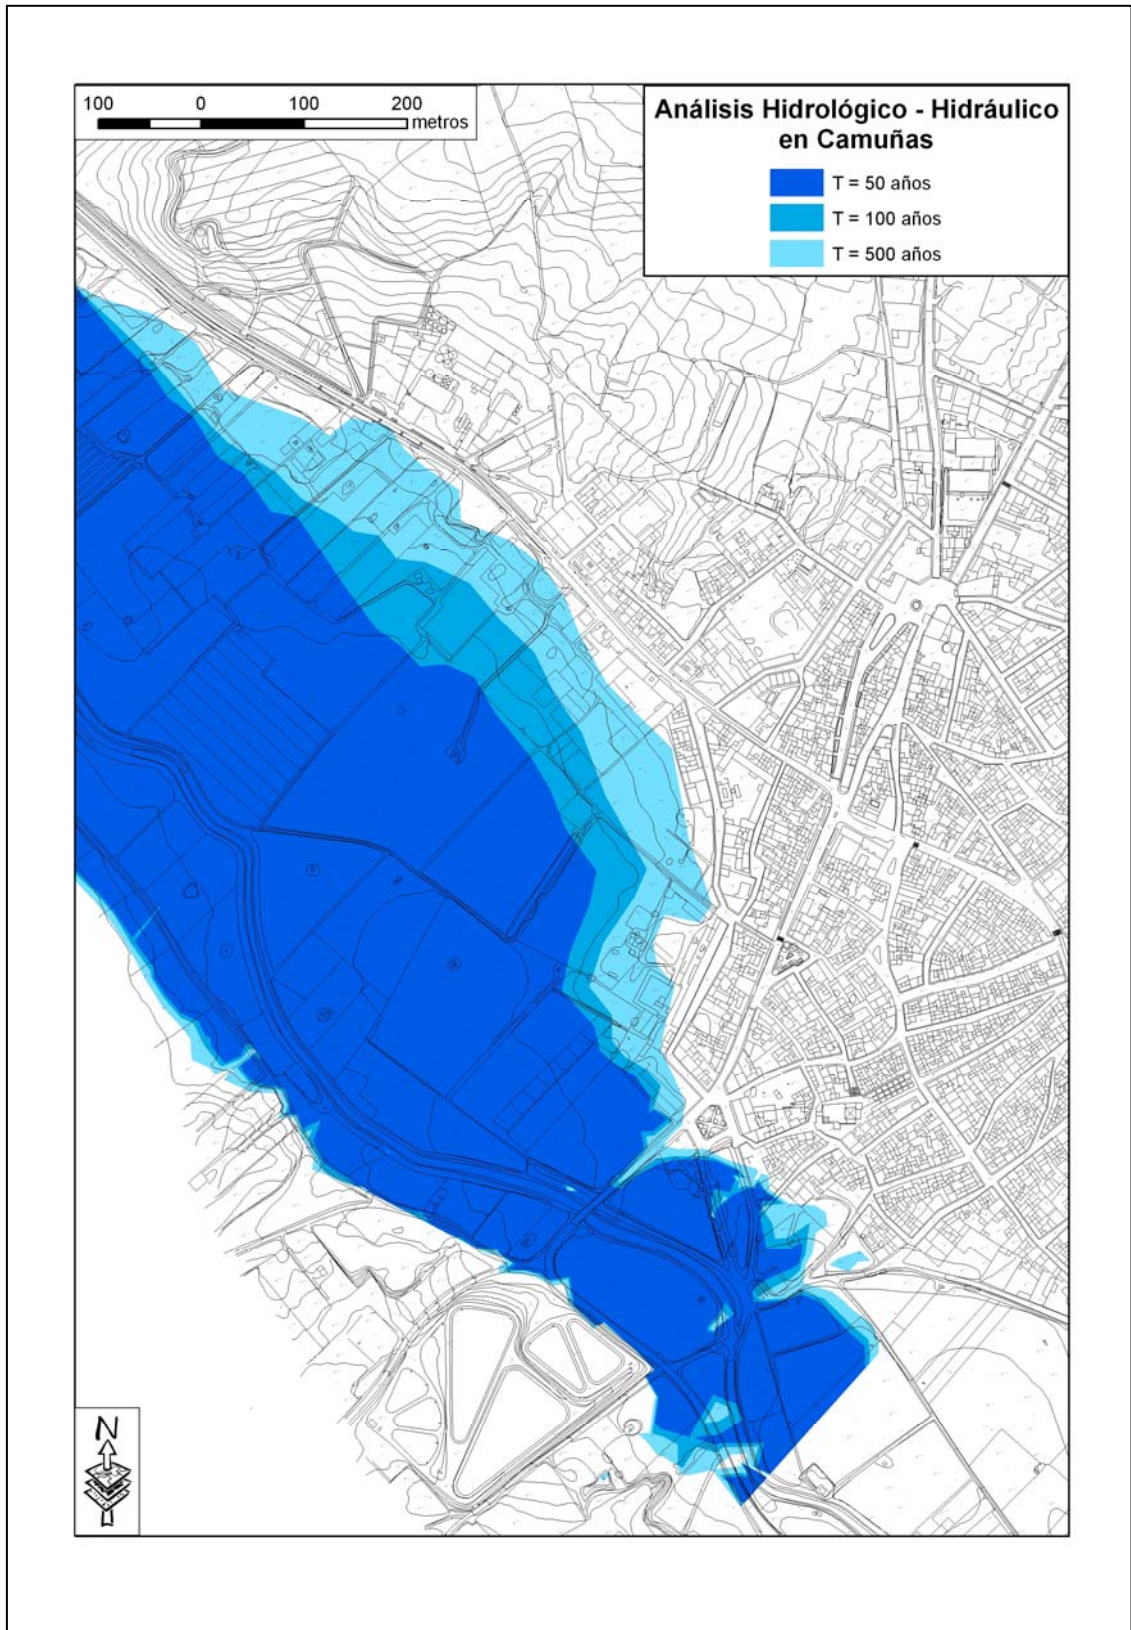 100 0 100 200
metros
Análisis Hidrológico - Hidráulico
en Camuñas
T = 50 años
T = 100 años
T = 500 años
N